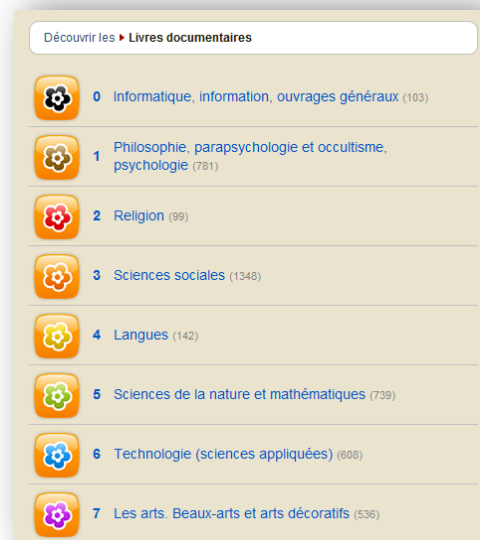 Découvrir les ▸ Livres documentaires
0 Informatique, information, ouvrages généraux (103)
1 Philosophie, parapsychologie et occultisme,
psychologie (781)
2 Religion (99)
3 Sciences sociales (1348)
4 Langues (142)
5 Sciences de la nature et mathématiques (739)
6 Technologie (sciences appliquées) (608)
7 Les arts. Beaux-arts et arts décoratifs (536)